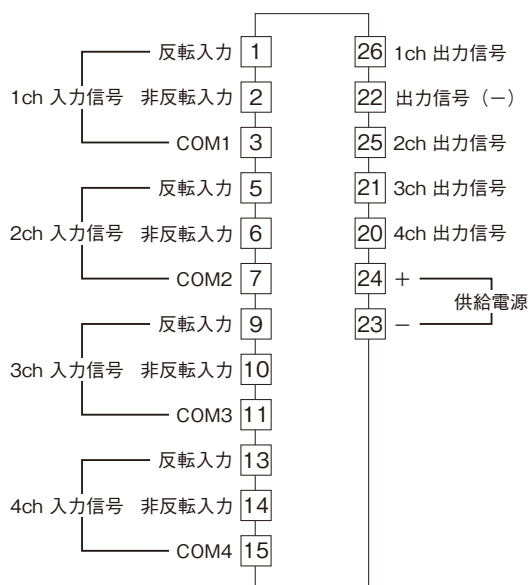 反転入力 1
1ch 入力信号 非反転入力 2
COM1 3
反転入力 5
2ch 入力信号 非反転入力 6
COM2 7
反転入力 9
3ch 入力信号 非反転入力 10
COM3 11
反転入力 13
4ch 入力信号 非反転入力 14
COM4 15
26 1ch 出力信号
22 出力信号（－）
25 2ch 出力信号
21 3ch 出力信号
20 4ch 出力信号
24 ＋
供給電源
23 －